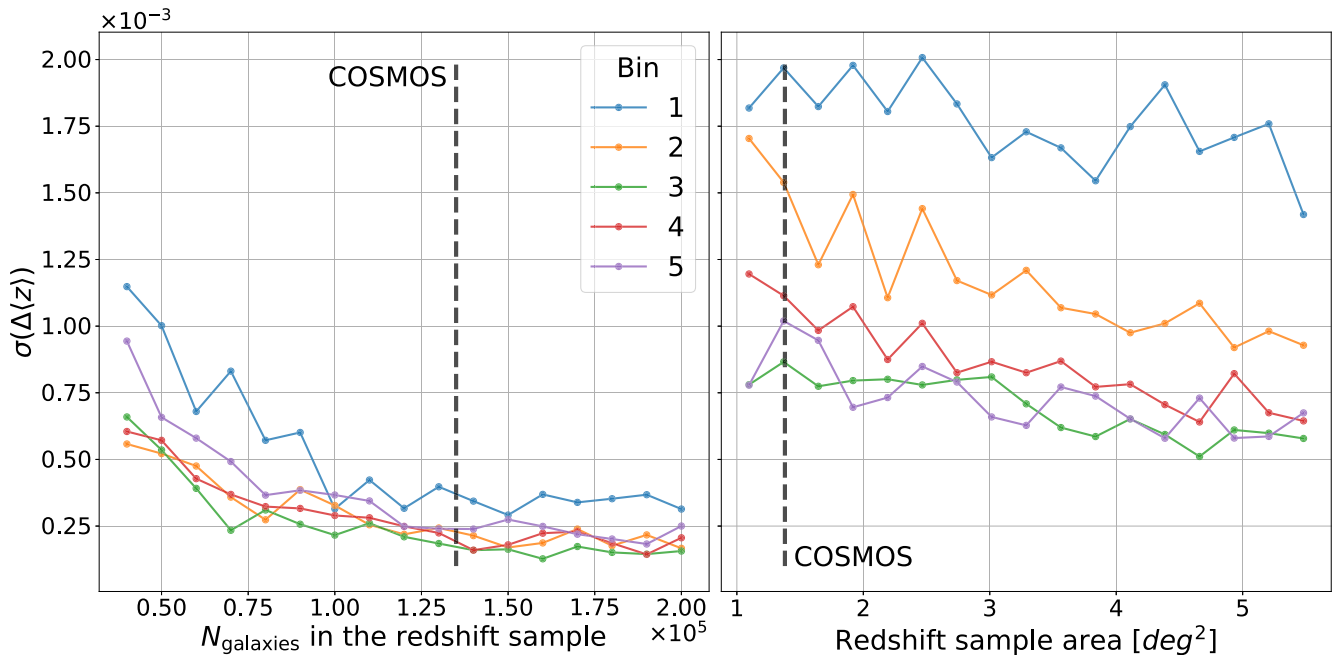 ×10⁻³
2.00
1.75
1.50
1.25
1.00
0.75
0.50
0.25
σ(Δ⟨z⟩)
COSMOS
Bin
1
2
3
4
5
0.50 0.75 1.00 1.25 1.50 1.75 2.00
×10⁵
N_galaxies in the redshift sample
COSMOS
1 2 3 4 5
Redshift sample area [deg²]